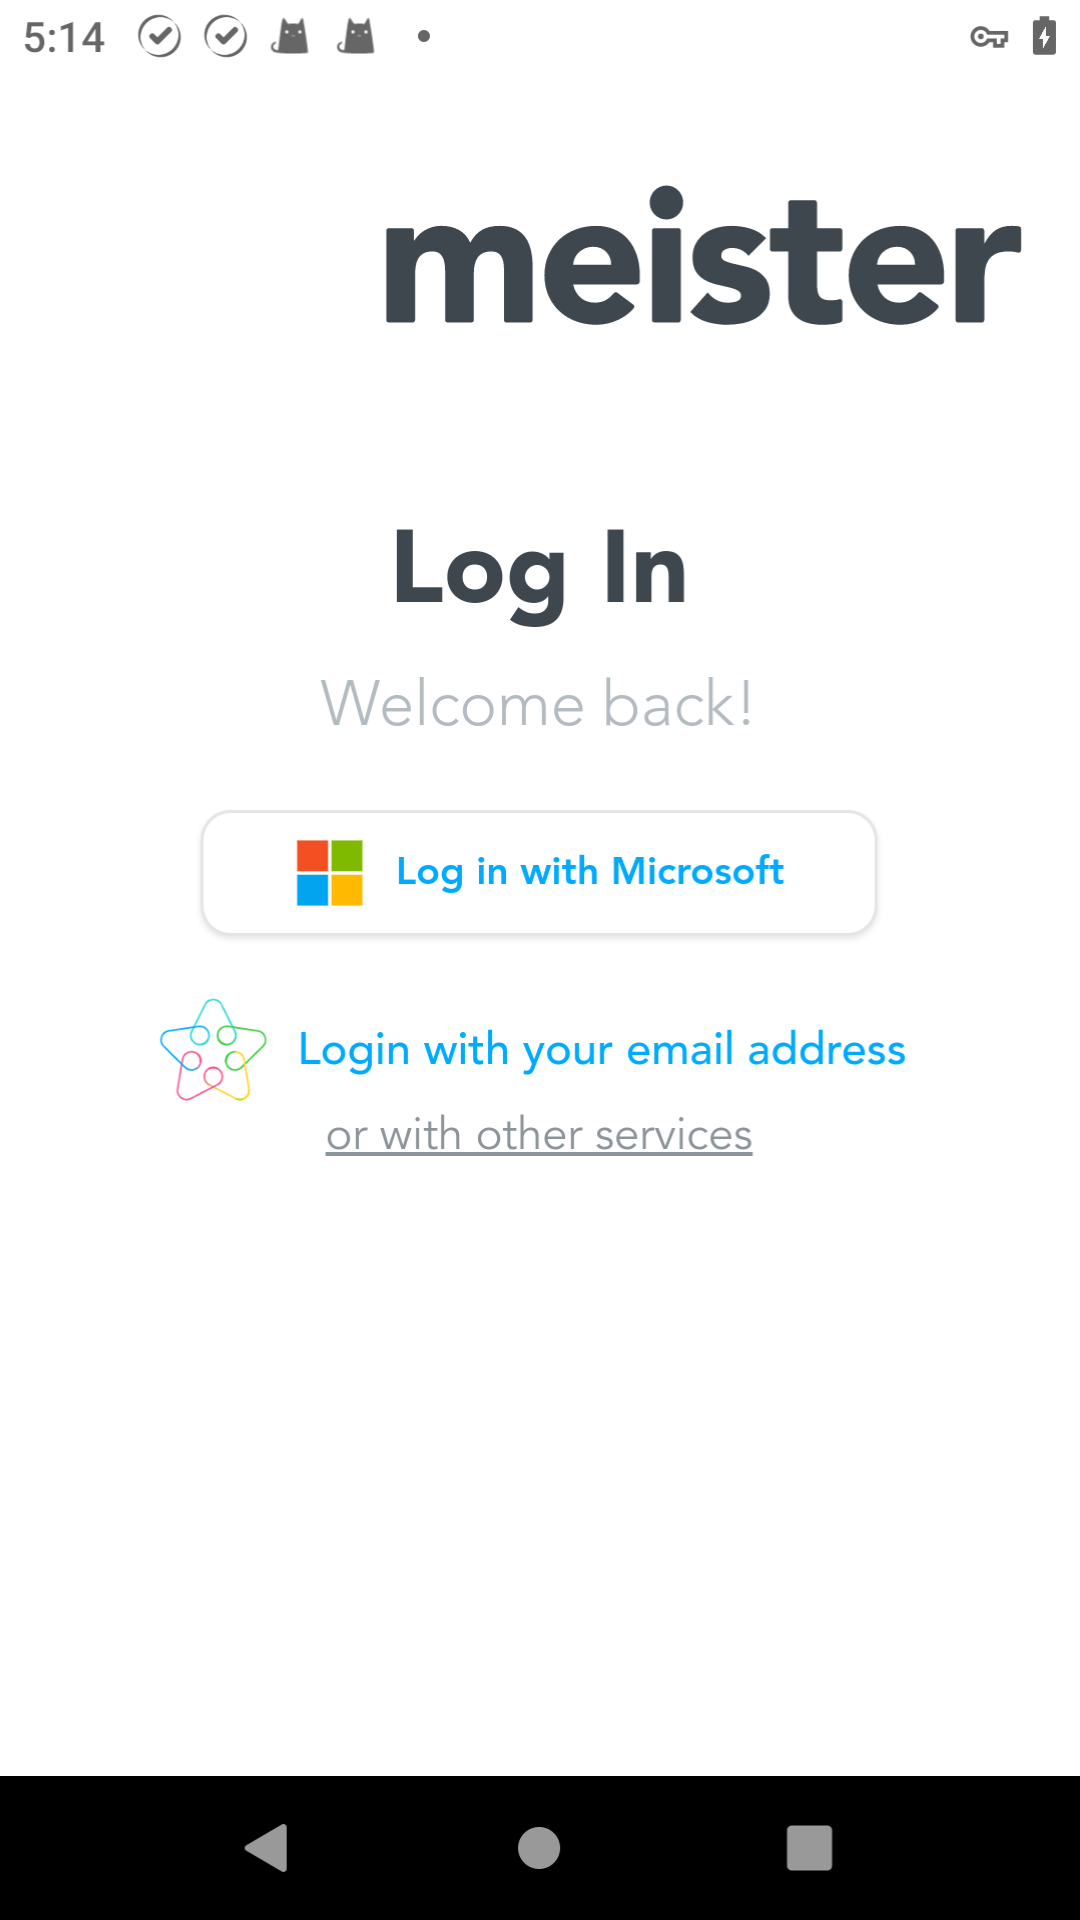 5:14
meister
Log In
Welcome back!
Log in with Microsoft
Login with your email address
or with other services